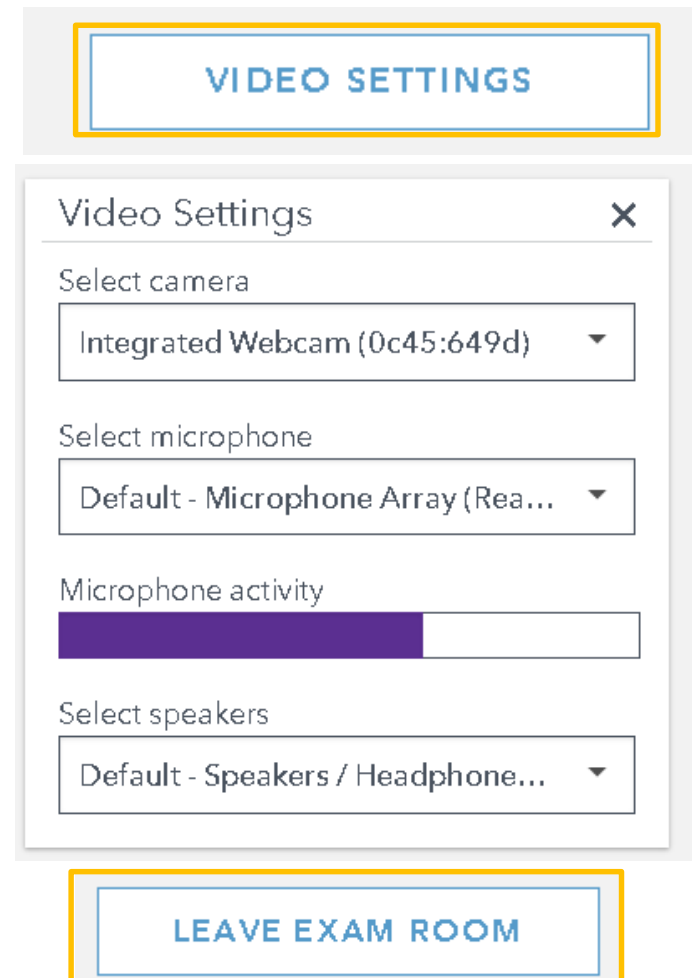 VIDEO SETTINGS
Video Settings
Select camera
Integrated Webcam (0c45:649d)
Select microphone
Default - Microphone Array (Rea...
Microphone activity
Select speakers
Default - Speakers / Headphone...
LEAVE EXAM ROOM